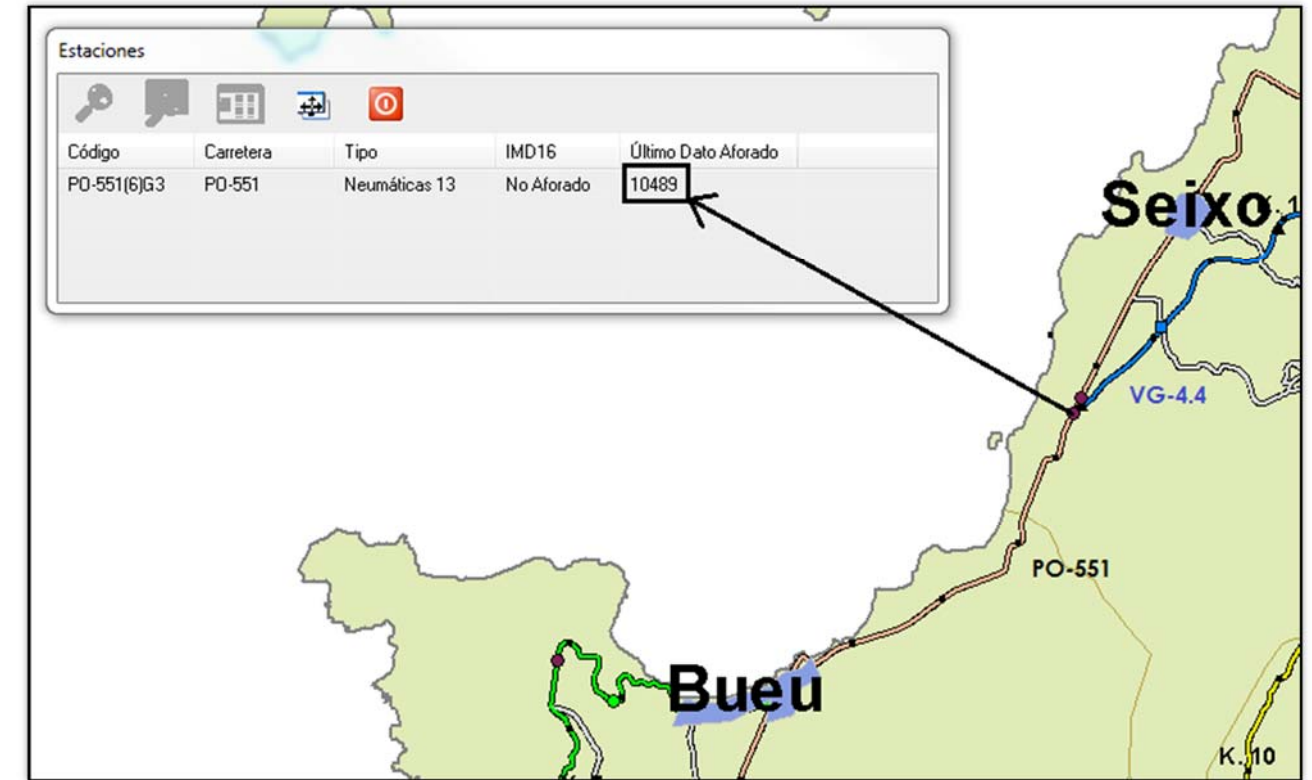 Estaciones
Código Carretera Tipo IMD16 Último Dato Aforado
PO-551(6)G3 PO-551 Neumáticas 13 No Aforado 10489
Seixo
VG-4.4
PO-551
Bueu
K. 10